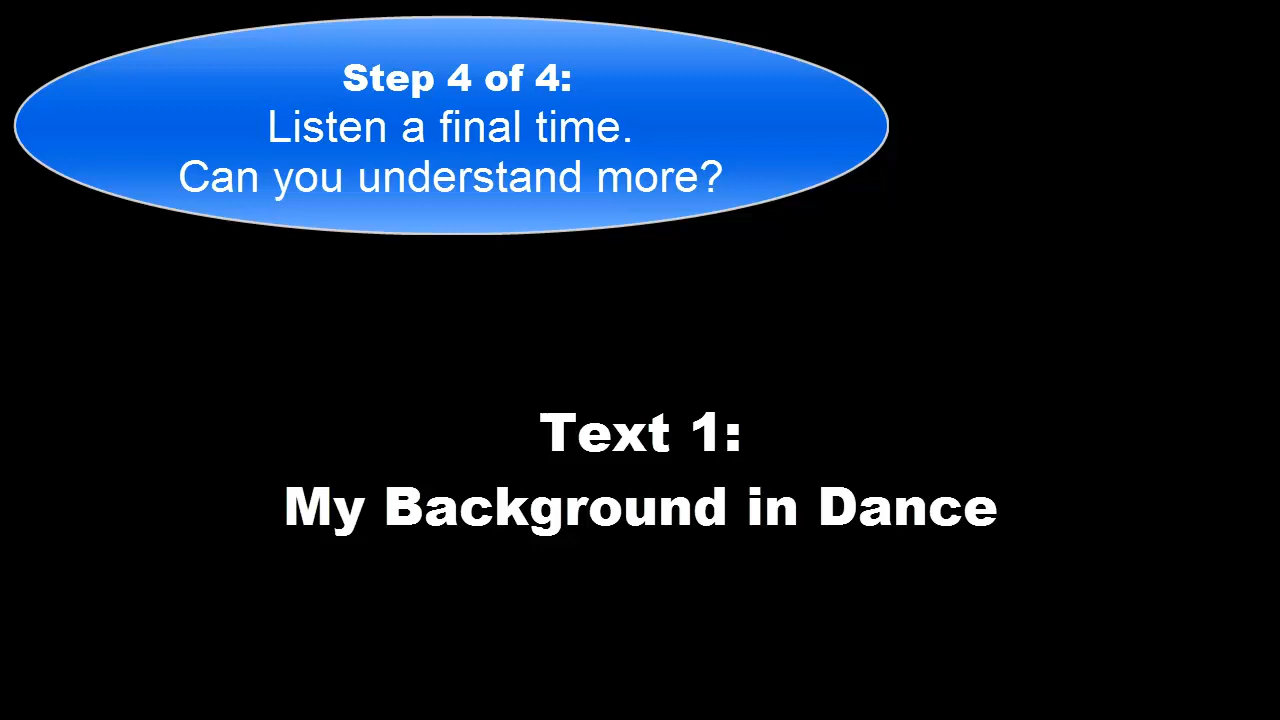 Step 4 of 4:
Listen a final time.
Can you understand more?
Text 1:
My Background in Dance